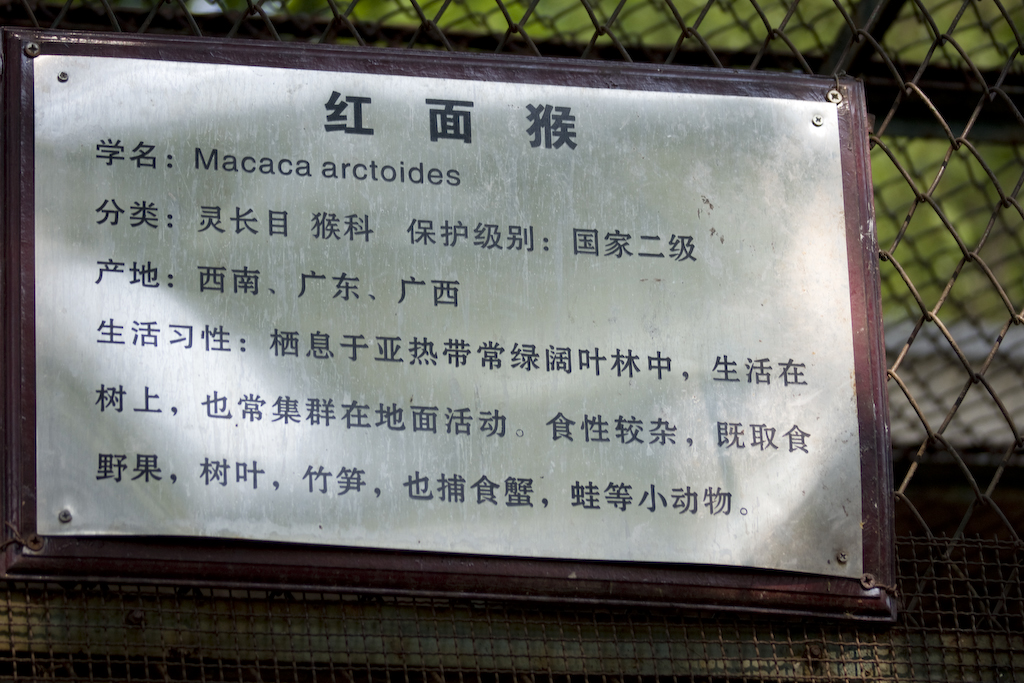 红面猴
学名：Macaca arctoides
分类：灵长目 猴科 保护级别：国家二级
产地：西南、广东、广西
生活习性：栖息于亚热带常绿阔叶林中，生活在
树上，也常集群在地面活动。食性较杂，既取食
野果，树叶，竹笋，也捕食蟹，蛙等小动物。